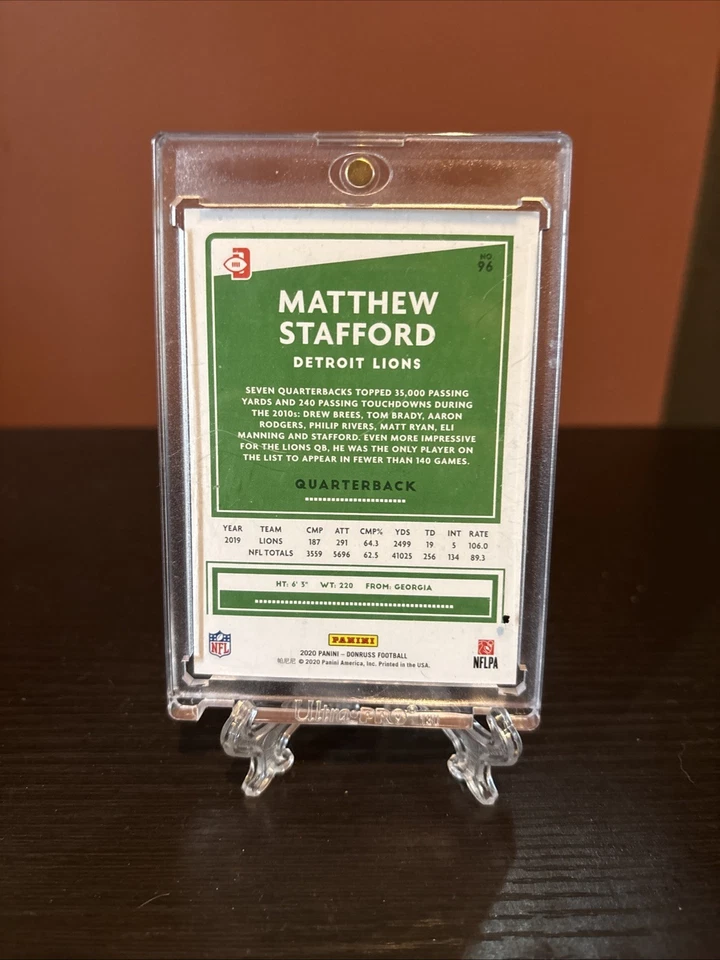 NO.
96
MATTHEW
STAFFORD
DETROIT LIONS
SEVEN QUARTERBACKS TOPPED 35,000 PASSING
YARDS AND 240 PASSING TOUCHDOWNS DURING
THE 2010s: DREW BREES, TOM BRADY, AARON
RODGERS, PHILIP RIVERS, MATT RYAN, ELI
MANNING AND STAFFORD. EVEN MORE IMPRESSIVE
FOR THE LIONS QB, HE WAS THE ONLY PLAYER ON
THE LIST TO APPEAR IN FEWER THAN 140 GAMES.
QUARTERBACK
YEAR TEAM CMP ATT CMP% YDS TD INT RATE
2019 LIONS 187 291 64.3 2499 19 5 106.0
NFL TOTALS 3559 5696 62.5 41025 256 134 89.3
HT: 6' 3" WT: 220 FROM: GEORGIA
NFL
PANINI
NFLPA
2020 PANINI – DONRUSS FOOTBALL
帕尼尼 © 2020 Panini America, Inc. Printed in the USA.
Ultra·PRO